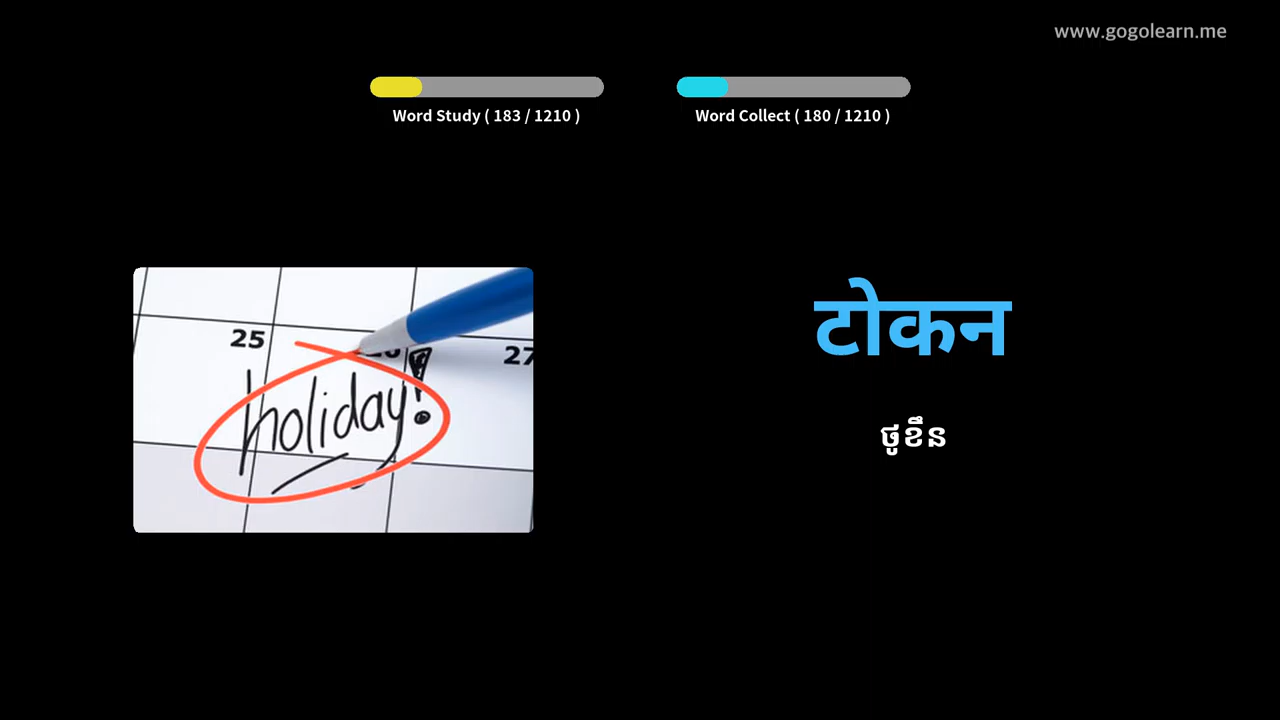 www.gogolearn.me
Word Study ( 183 / 1210 )
Word Collect ( 180 / 1210 )
25
27
holiday!
टोकन
ថូខឹន